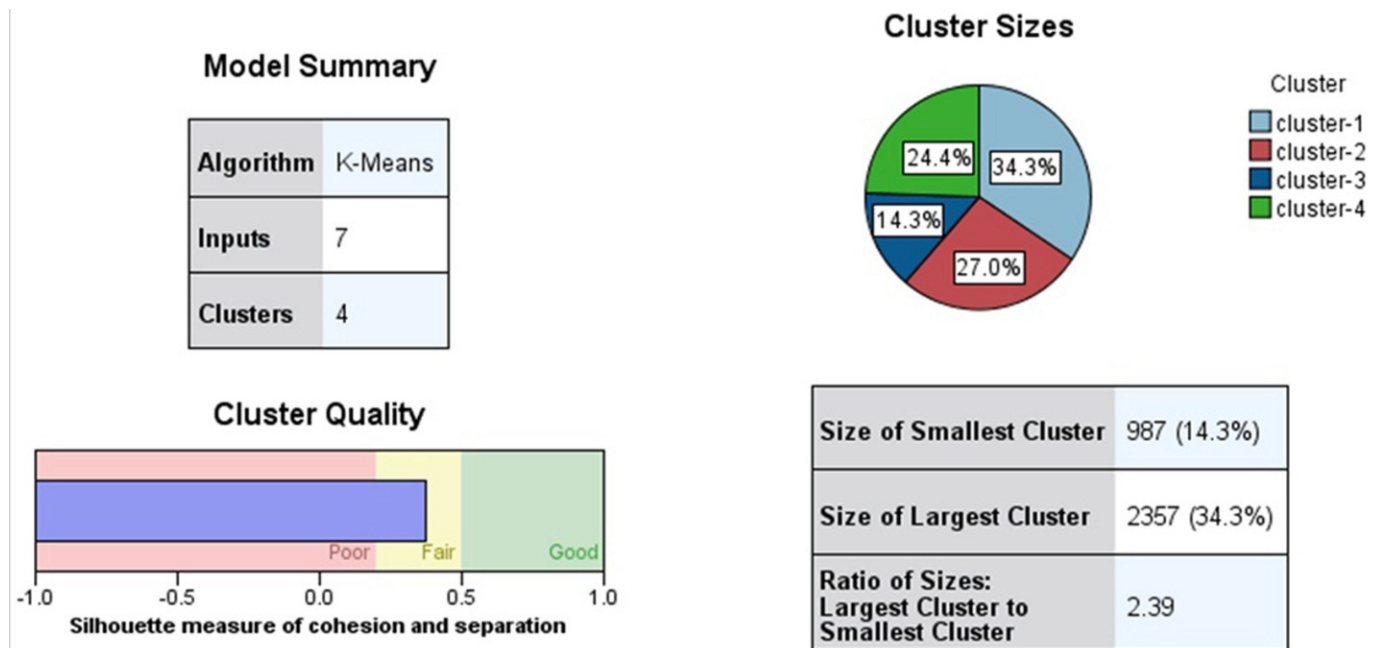 Model Summary
Algorithm K-Means
Inputs 7
Clusters 4
Cluster Quality
Poor Fair Good
-1.0 -0.5 0.0 0.5 1.0
Silhouette measure of cohesion and separation
Cluster Sizes
24.4% 34.3%
14.3%
27.0%
Cluster
cluster-1
cluster-2
cluster-3
cluster-4
Size of Smallest Cluster 987 (14.3%)
Size of Largest Cluster 2357 (34.3%)
Ratio of Sizes:
Largest Cluster to 2.39
Smallest Cluster